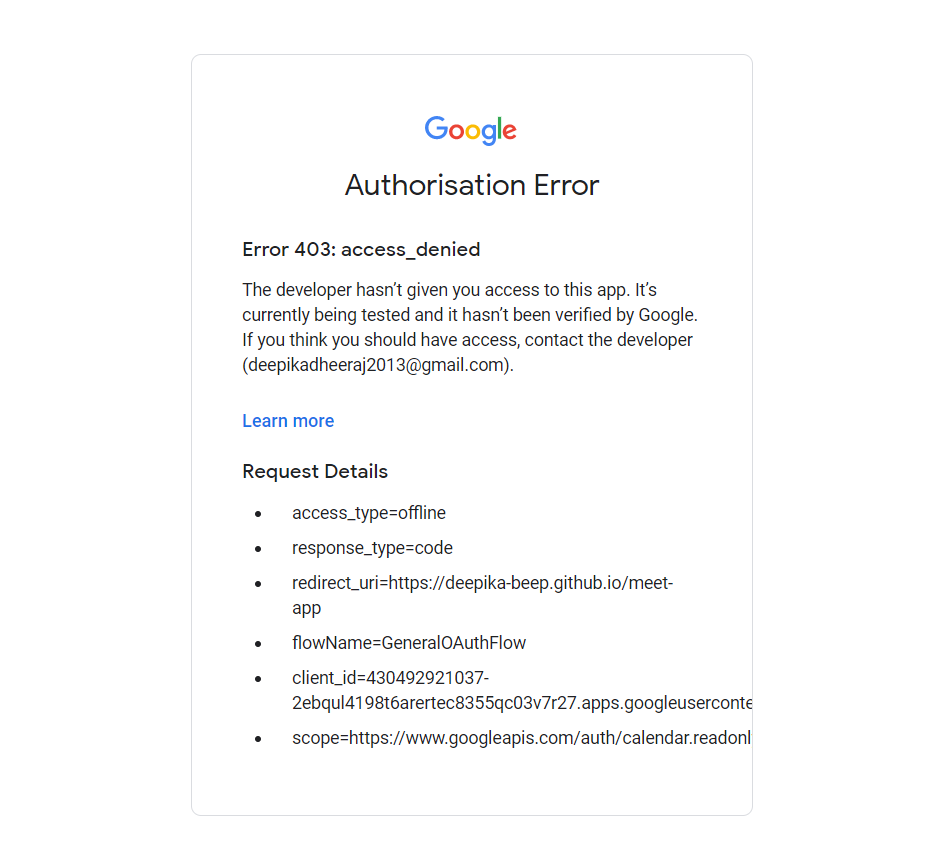 Google
Authorisation Error
Error 403: access_denied
The developer hasn’t given you access to this app. It’s
currently being tested and it hasn’t been verified by Google.
If you think you should have access, contact the developer
(deepikadheeraj2013@gmail.com).
Learn more
Request Details
access_type=offline
response_type=code
redirect_uri=https://deepika-beep.github.io/meet-
app
flowName=GeneralOAuthFlow
client_id=430492921037-
2ebqul4198t6arertec8355qc03v7r27.apps.googleuserconte
scope=https://www.googleapis.com/auth/calendar.readonl